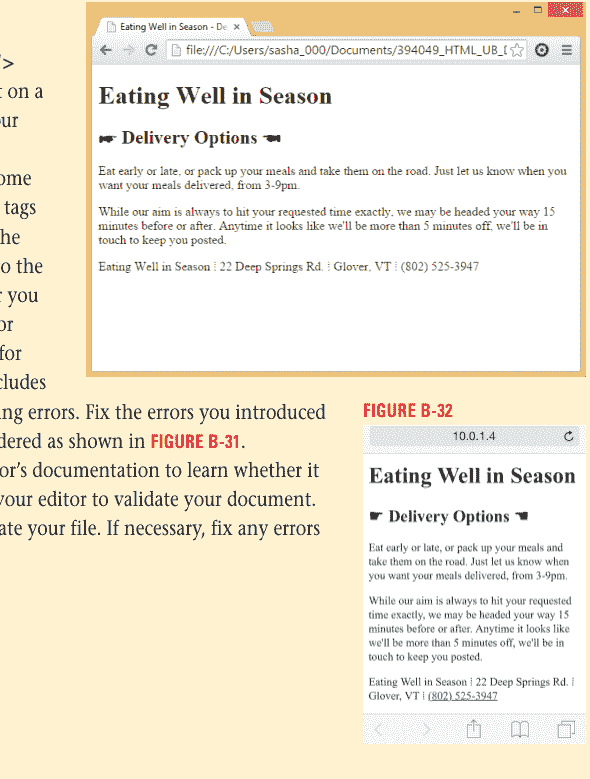 Eating Well in Season - De
file:///C:/Users/sasha_000/Documents/394049_HTML_UB_
Eating Well in Season
☛ Delivery Options ☚
Eat early or late, or pack up your meals and take them on the road. Just let us know when you
want your meals delivered, from 3-9pm.
While our aim is always to hit your requested time exactly, we may be headed your way 15
minutes before or after. Anytime it looks like we'll be more than 5 minutes off, we'll be in
touch to keep you posted.
Eating Well in Season ⁞ 22 Deep Springs Rd. ⁞ Glover, VT ⁞ (802) 525-3947
/>
t on a
ur
ome
tags
he
o the
r you
or
for
cludes
ng errors. Fix the errors you introduced
dered as shown in FIGURE B-31.
or's documentation to learn whether it
your editor to validate your document.
ate your file. If necessary, fix any errors
FIGURE B-32
10.0.1.4
Eating Well in Season
☛ Delivery Options ☚
Eat early or late, or pack up your meals and
take them on the road. Just let us know when
you want your meals delivered, from 3-9pm.
While our aim is always to hit your requested
time exactly, we may be headed your way 15
minutes before or after. Anytime it looks like
we'll be more than 5 minutes off, we'll be in
touch to keep you posted.
Eating Well in Season ⁞ 22 Deep Springs Rd. ⁞
Glover, VT ⁞ (802) 525-3947